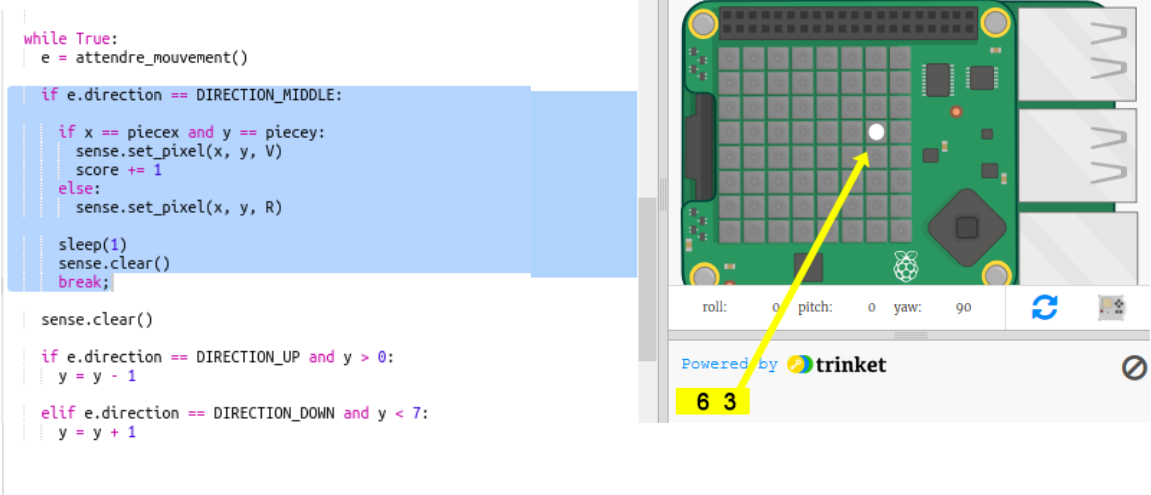 while True:
e = attendre_mouvement()
if e.direction == DIRECTION_MIDDLE:
if x == piecex and y == piecey:
sense.set_pixel(x, y, V)
score += 1
else:
sense.set_pixel(x, y, R)
sleep(1)
sense.clear()
break;
sense.clear()
if e.direction == DIRECTION_UP and y > 0:
y = y - 1
elif e.direction == DIRECTION_DOWN and y < 7:
y = y + 1
roll: 0 pitch: 0 yaw: 90
Powered by trinket
6 3